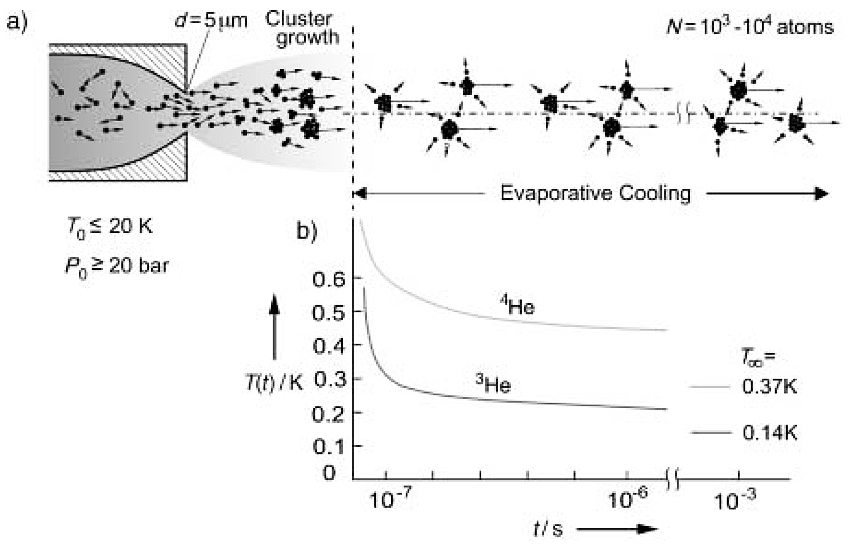 a)
d = 5 μm
Cluster
growth
N = 10³ - 10⁴ atoms
Evaporative Cooling
T₀ ≤ 20 K
P₀ ≥ 20 bar
b)
0.6
0.5
0.4
0.3
0.2
0.1
0
T(t) / K
⁴He
³He
T∞ =
0.37K
0.14K
10⁻⁷
10⁻⁶
10⁻³
t / s